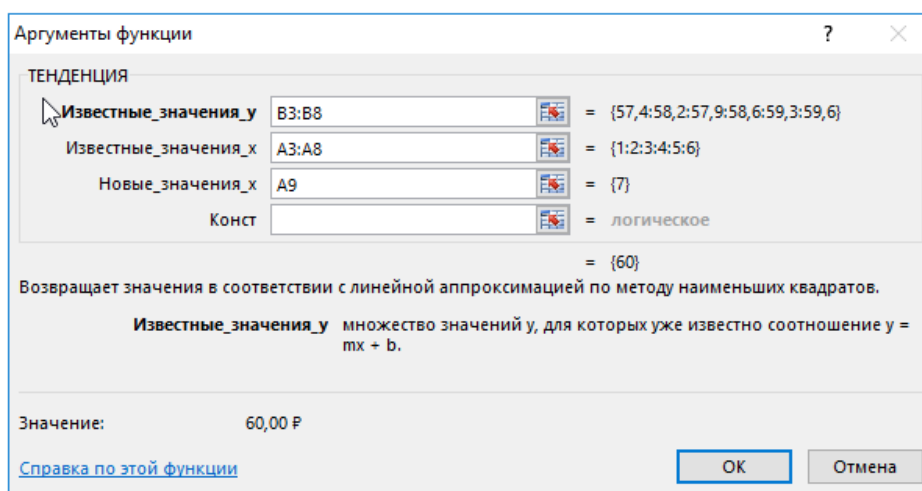 Аргументы функции ?
ТЕНДЕНЦИЯ
Известные_значения_y B3:B8 = {57,4:58,2:57,9:58,6:59,3:59,6}
Известные_значения_x A3:A8 = {1:2:3:4:5:6}
Новые_значения_x A9 = {7}
Конст = логическое
= {60}
Возвращает значения в соответствии с линейной аппроксимацией по методу наименьших квадратов.
Известные_значения_y множество значений y, для которых уже известно соотношение y =
mx + b.
Значение: 60,00 ₽
Справка по этой функции ОК Отмена